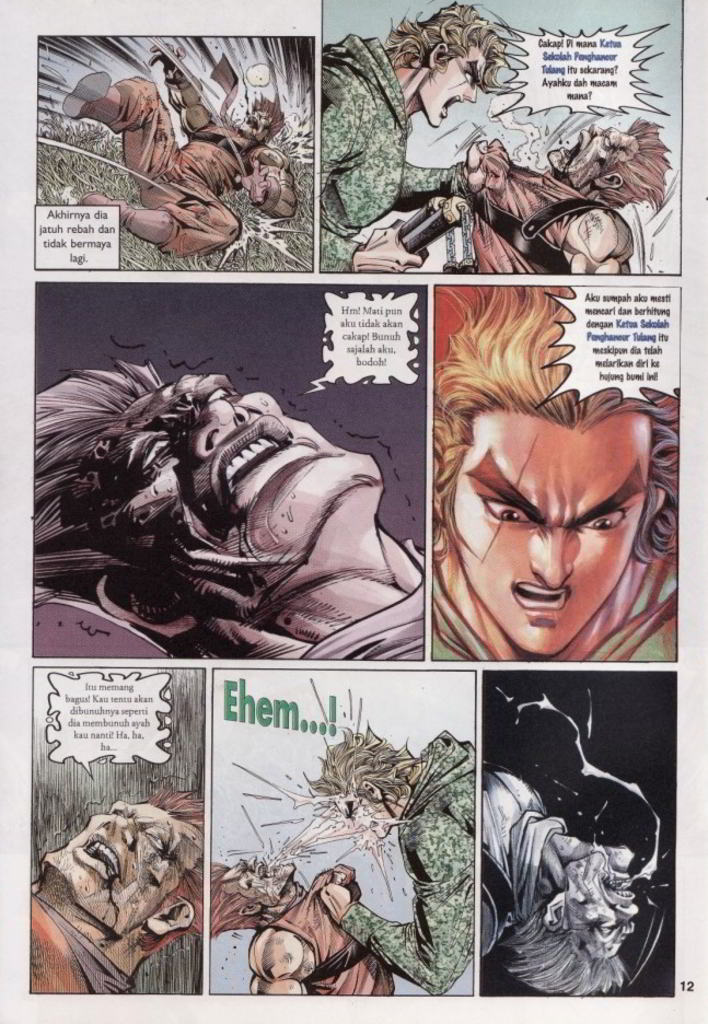 Akhirnya dia
jatuh rebah dan
tidak bermaya
lagi.
Cakap! Di mana Ketua
Sekolah Penghancur
Tulang itu sekarang?
Ayahku dah macam
mana?
Hm! Mati pun
aku tidak akan
cakap! Bunuh
sajalah aku,
bodoh!
Aku sumpah aku mesti
mencari dan berhitung
dengan Ketua Sekolah
Penghancur Tulang itu
meskipun dia telah
melarikan diri ke
hujung bumi ini!
Itu memang
bagus! Kau tentu akan
dibunuhnya seperti
dia membunuh ayah
kau nanti! Ha, ha,
ha...
Ehem...!
12